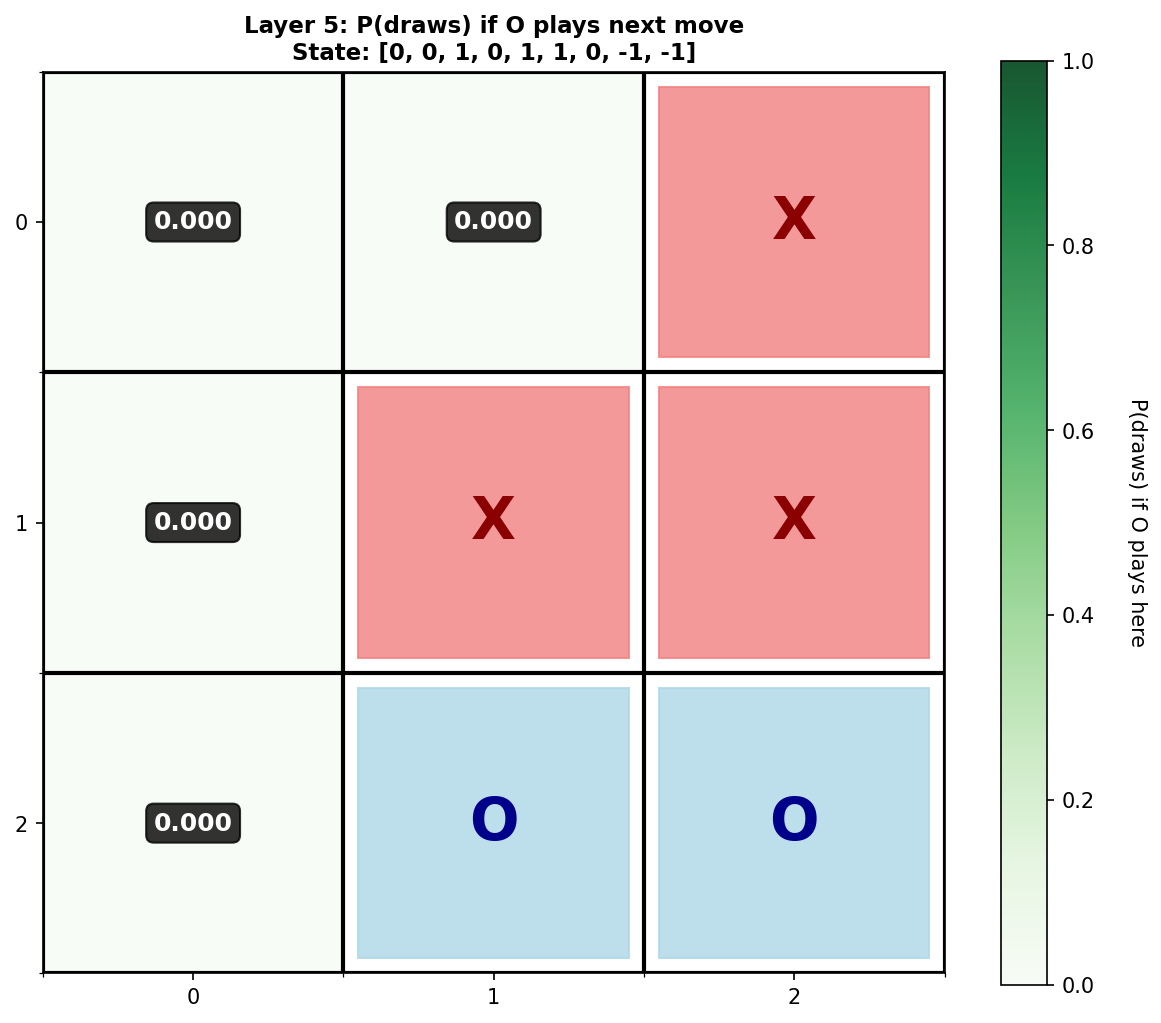 Layer 5: P(draws) if O plays next move
State: [0, 0, 1, 0, 1, 1, 0, -1, -1]
0
0.000
0.000
X
1
0.000
X
X
2
0.000
O
O
0
1
2
1.0
0.8
0.6
0.4
0.2
0.0
P(draws) if O plays here